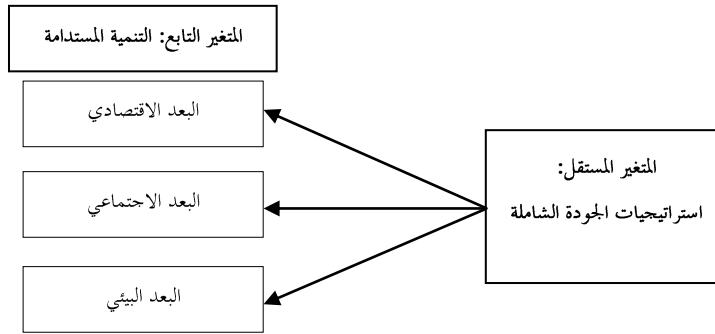 المتغير التابع: التنمية المستدامة
البعد الاقتصادي
المتغير المستقل:
استراتيجيات الجودة الشاملة
البعد الاجتماعي
البعد البيئي